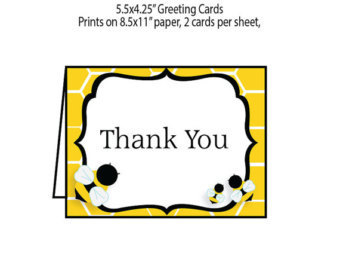 5.5x4.25" Greeting Cards
Prints on 8.5x11" paper, 2 cards per sheet,
Thank You